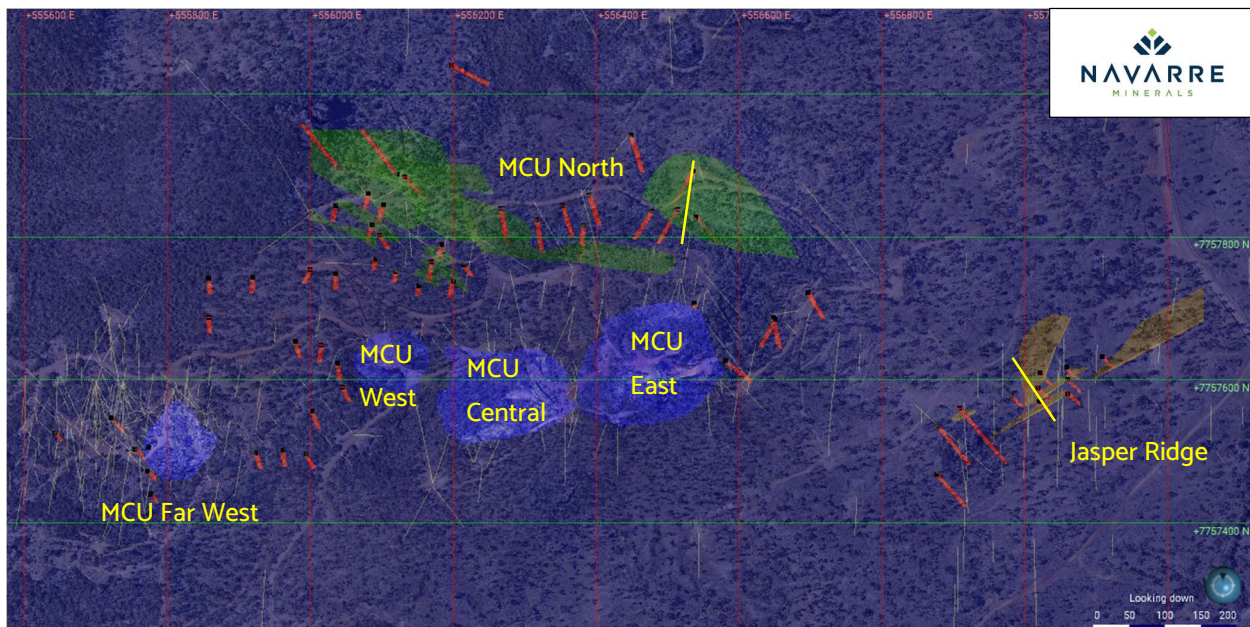 +555600 E
+555800 E
+556000 E
+556200 E
+556400 E
+556600 E
+556800 E
NAVARRE
MINERALS
MCU North
+7757800 N
MCU
West
MCU
Central
MCU
East
+7757600 N
Jasper Ridge
MCU Far West
+7757400 N
Looking down
0 50 100 150 200